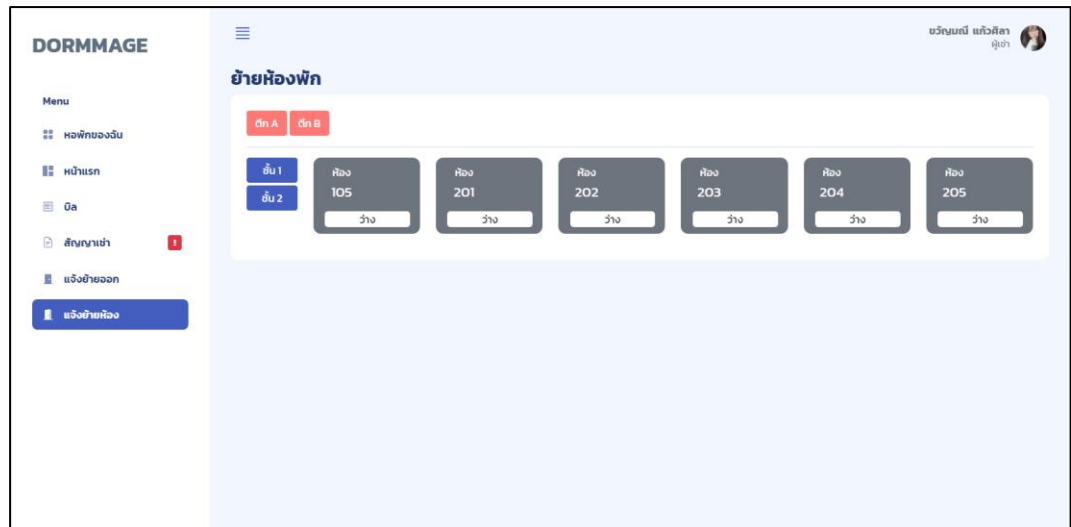 DORMMAGE
ขวัญมณี แก้วศิลา
ผู้เช่า
Menu
หอพักของฉัน
หน้าแรก
บิล
สัญญาเช่า !
แจ้งย้ายออก
แจ้งย้ายห้อง
ย้ายห้องพัก
ตึก A ตึก B
ชั้น 1
ชั้น 2
ห้อง
105
ว่าง
ห้อง
201
ว่าง
ห้อง
202
ว่าง
ห้อง
203
ว่าง
ห้อง
204
ว่าง
ห้อง
205
ว่าง